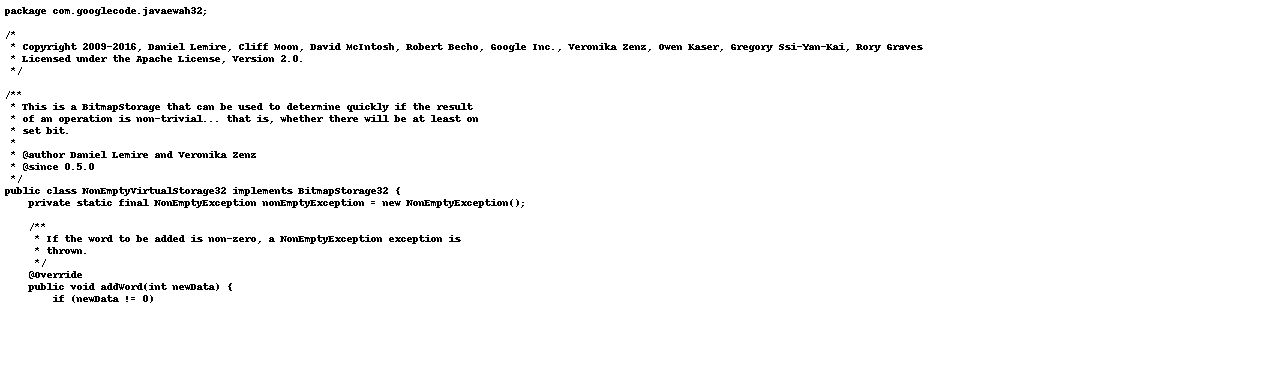 package com.googlecode.javaewah32;

/*
 * Copyright 2009-2016, Daniel Lemire, Cliff Moon, David McIntosh, Robert Becho, Google Inc., Veronika Zenz, Owen Kaser, Gregory Ssi-Yan-Kai, Rory Graves
 * Licensed under the Apache License, Version 2.0.
 */

/**
 * This is a BitmapStorage that can be used to determine quickly if the result
 * of an operation is non-trivial... that is, whether there will be at least on
 * set bit.
 *
 * @author Daniel Lemire and Veronika Zenz
 * @since 0.5.0
 */
public class NonEmptyVirtualStorage32 implements BitmapStorage32 {
    private static final NonEmptyException nonEmptyException = new NonEmptyException();

    /**
     * If the word to be added is non-zero, a NonEmptyException exception is
     * thrown.
     */
    @Override
    public void addWord(int newData) {
        if (newData != 0)